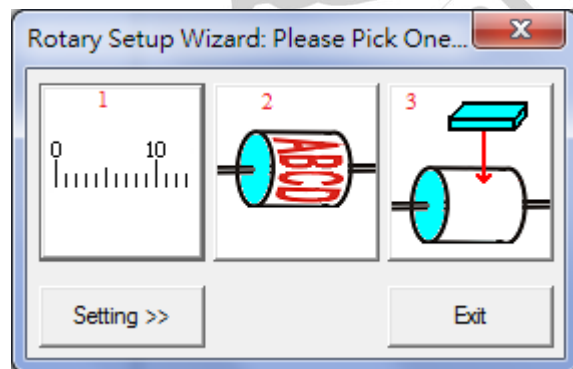 Rotary Setup Wizard: Please Pick One...
1
2
3
0 10
ABCD
Setting >>
Exit